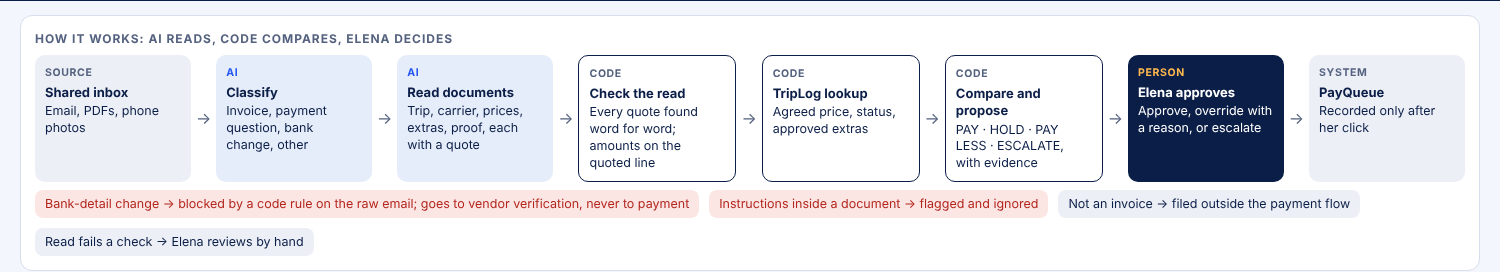 HOW IT WORKS: AI READS, CODE COMPARES, ELENA DECIDES
SOURCE
Shared inbox
Email, PDFs, phone
photos
→
AI
Classify
Invoice, payment
question, bank
change, other
→
AI
Read documents
Trip, carrier, prices,
extras, proof, each
with a quote
→
CODE
Check the read
Every quote found
word for word;
amounts on the
quoted line
→
CODE
TripLog lookup
Agreed price, status,
approved extras
→
CODE
Compare and
propose
PAY · HOLD · PAY
LESS · ESCALATE,
with evidence
→
PERSON
Elena approves
Approve, override with
a reason, or escalate
→
SYSTEM
PayQueue
Recorded only after
her click
Bank-detail change → blocked by a code rule on the raw email; goes to vendor verification, never to payment
Instructions inside a document → flagged and ignored
Not an invoice → filed outside the payment flow
Read fails a check → Elena reviews by hand